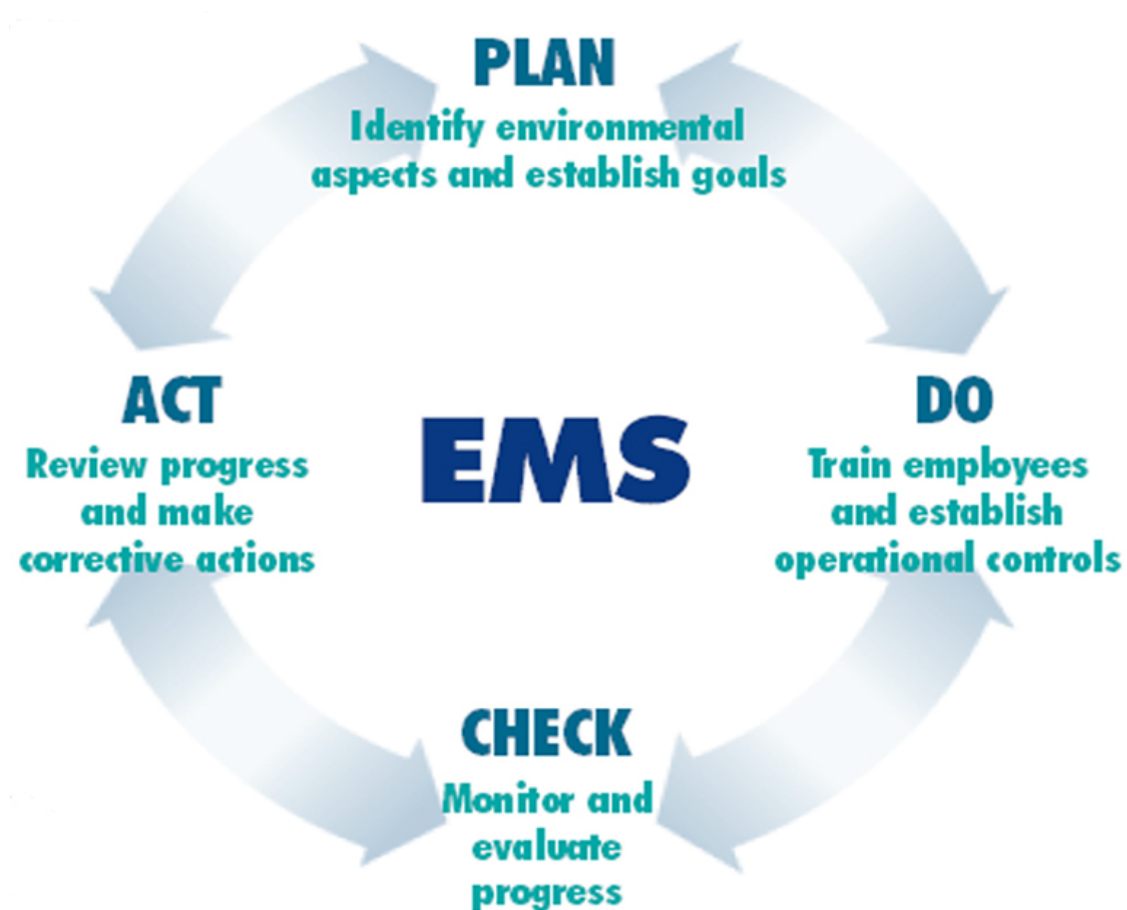 PLAN
Identify environmental
aspects and establish goals
ACT
Review progress
and make
corrective actions
EMS
DO
Train employees
and establish
operational controls
CHECK
Monitor and
evaluate
progress